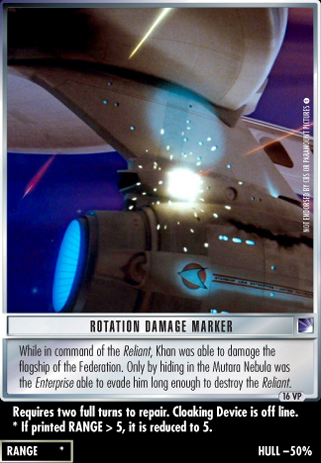 NOT ENDORSED BY CBS OR PARAMOUNT PICTURES
ROTATION DAMAGE MARKER
While in command of the Reliant, Khan was able to damage the
flagship of the Federation. Only by hiding in the Mutara Nebula was
the Enterprise able to evade him long enough to destroy the Reliant.
16 VP
Requires two full turns to repair. Cloaking Device is off line.
* If printed RANGE > 5, it is reduced to 5.
RANGE *
HULL –50%